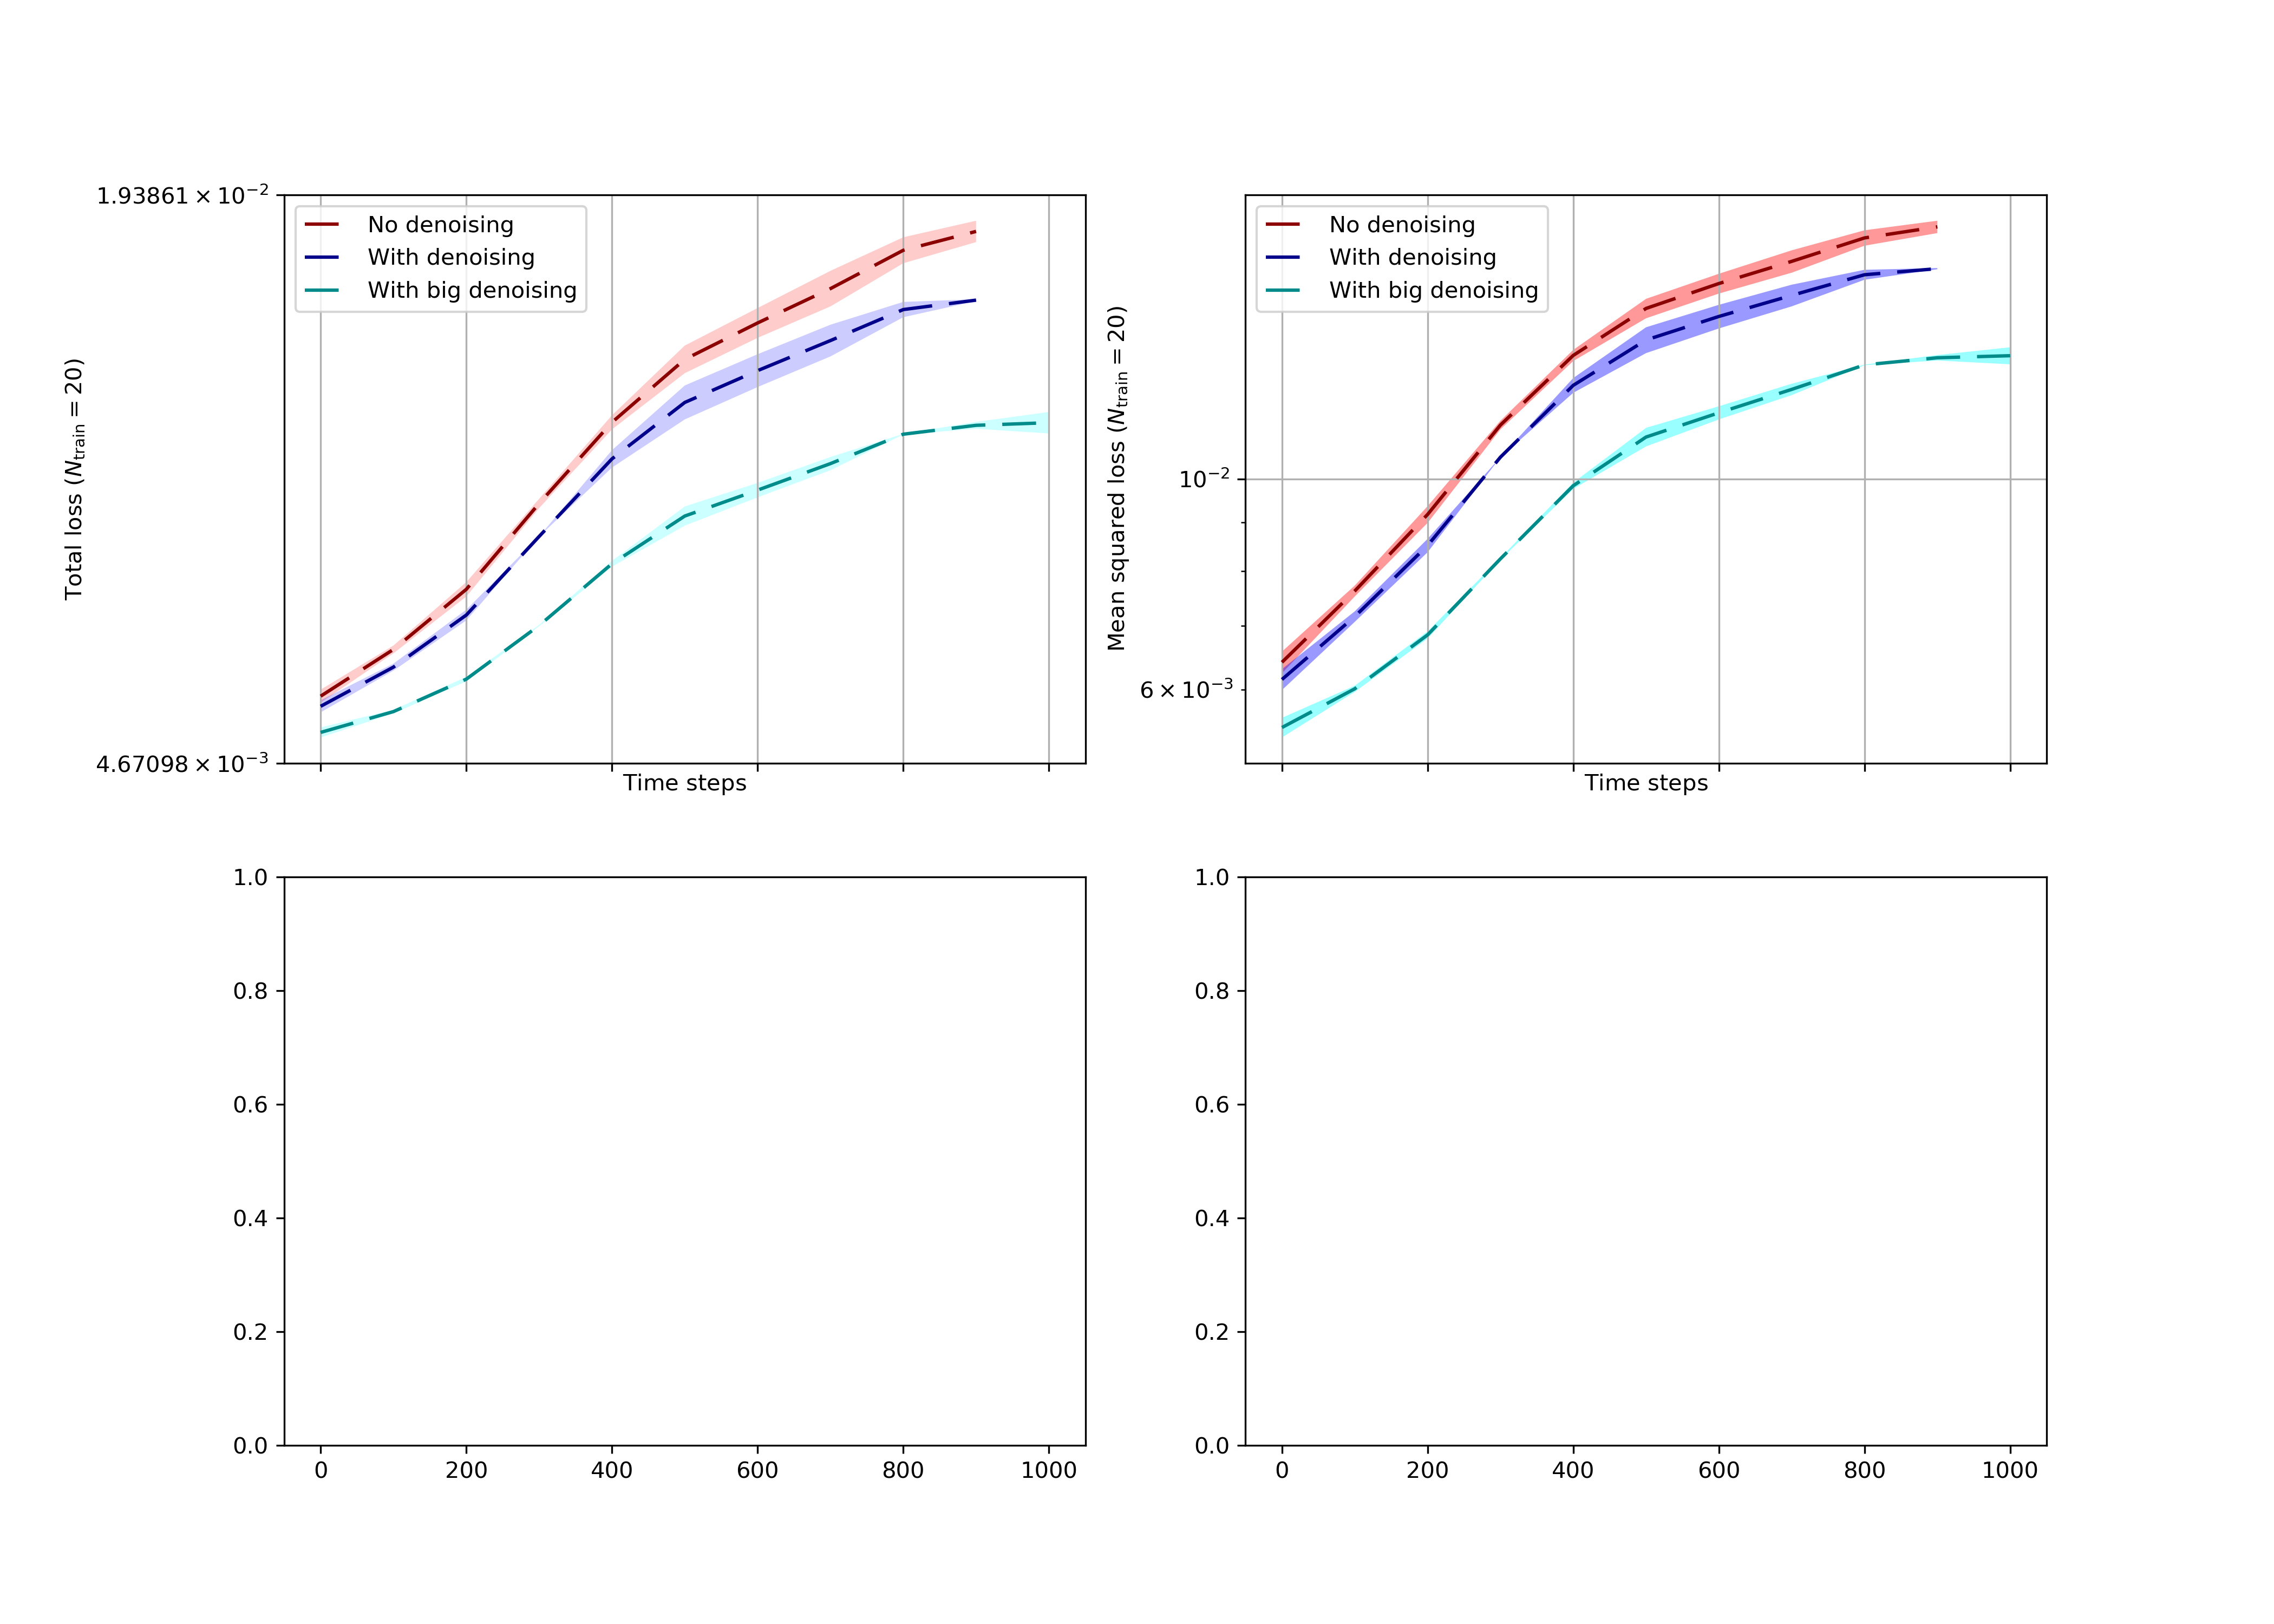 1.93861 × 10⁻²
No denoising
With denoising
With big denoising
Total loss (N_train = 20)
4.67098 × 10⁻³
Time steps
No denoising
With denoising
With big denoising
Mean squared loss (N_train = 20)
10⁻²
6 × 10⁻³
Time steps
1.0
0.8
0.6
0.4
0.2
0.0
0 200 400 600 800 1000
1.0
0.8
0.6
0.4
0.2
0.0
0 200 400 600 800 1000